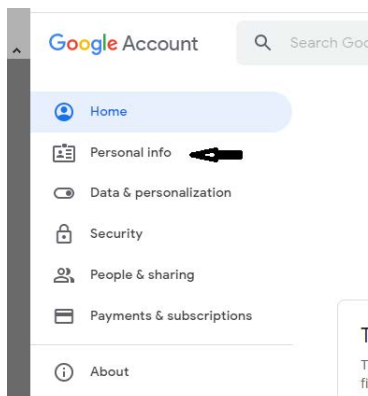 Google Account
Search Goo
Home
Personal info
Data & personalization
Security
People & sharing
Payments & subscriptions
About
T
T
fi